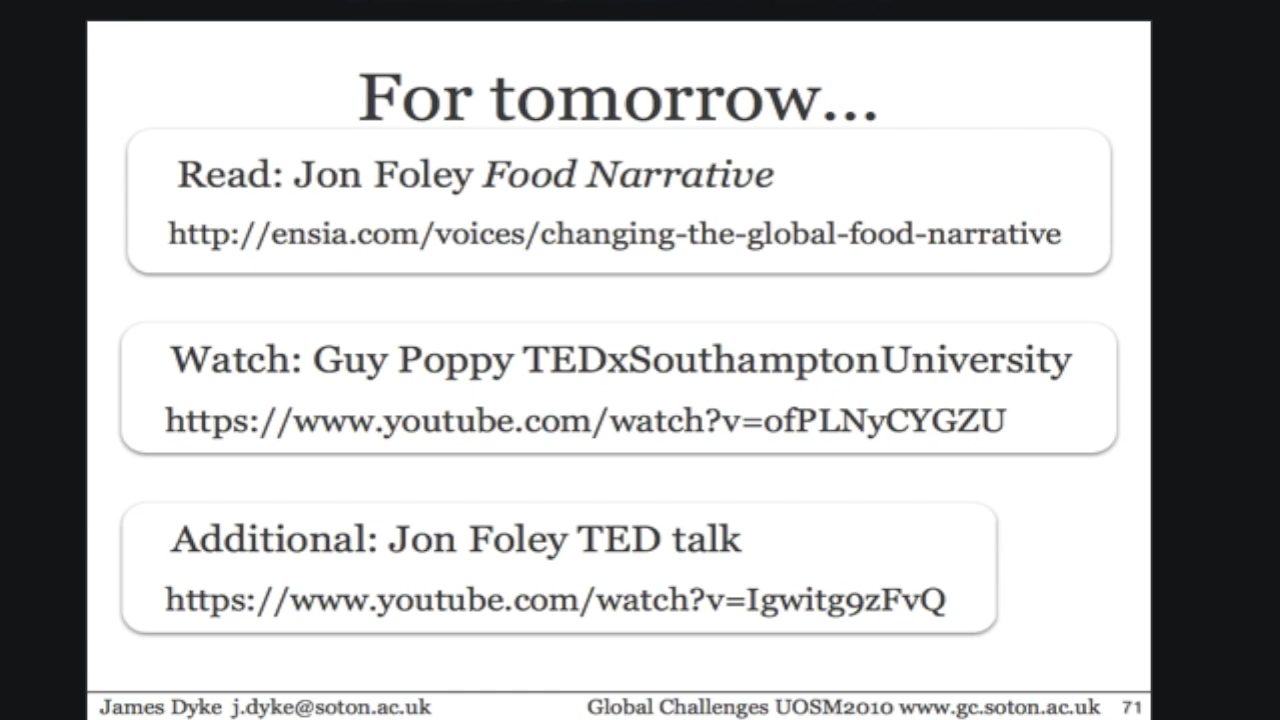 For tomorrow...
Read: Jon Foley Food Narrative
http://ensia.com/voices/changing-the-global-food-narrative
Watch: Guy Poppy TEDxSouthamptonUniversity
https://www.youtube.com/watch?v=ofPLNyCYGZU
Additional: Jon Foley TED talk
https://www.youtube.com/watch?v=Igwitg9zFvQ
James Dyke j.dyke@soton.ac.uk Global Challenges UOSM2010 www.gc.soton.ac.uk 71